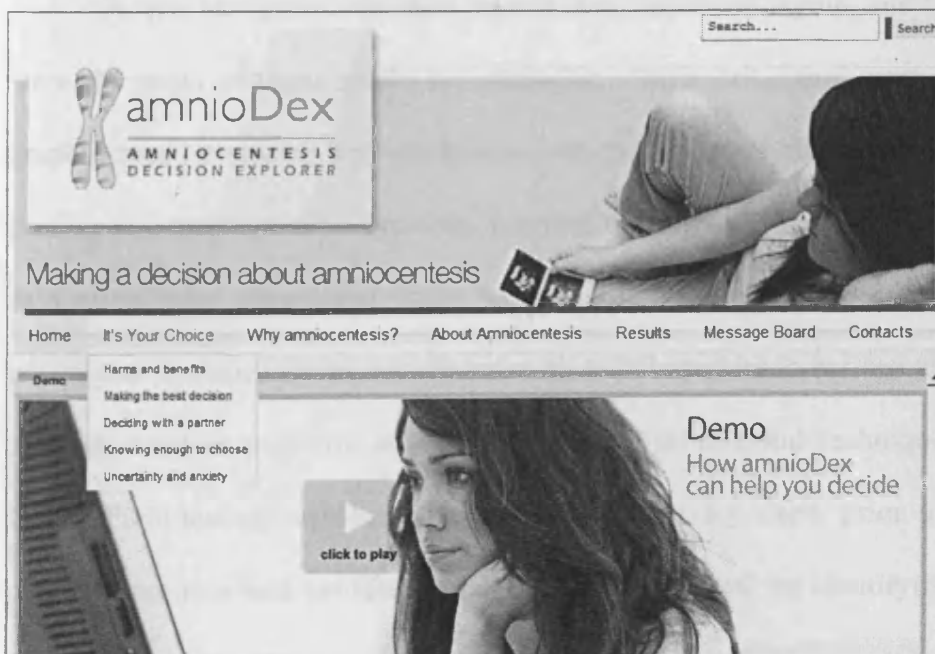 Search...
Search
amnioDex
AMNIOCENTESIS
DECISION EXPLORER
Making a decision about amniocentesis
Home It's Your Choice Why amniocentesis? About Amniocentesis Results Message Board Contacts
Demo
Harms and benefits
Making the best decision
Deciding with a partner
Knowing enough to choose
Uncertainty and anxiety
click to play
Demo
How amnioDex
can help you decide